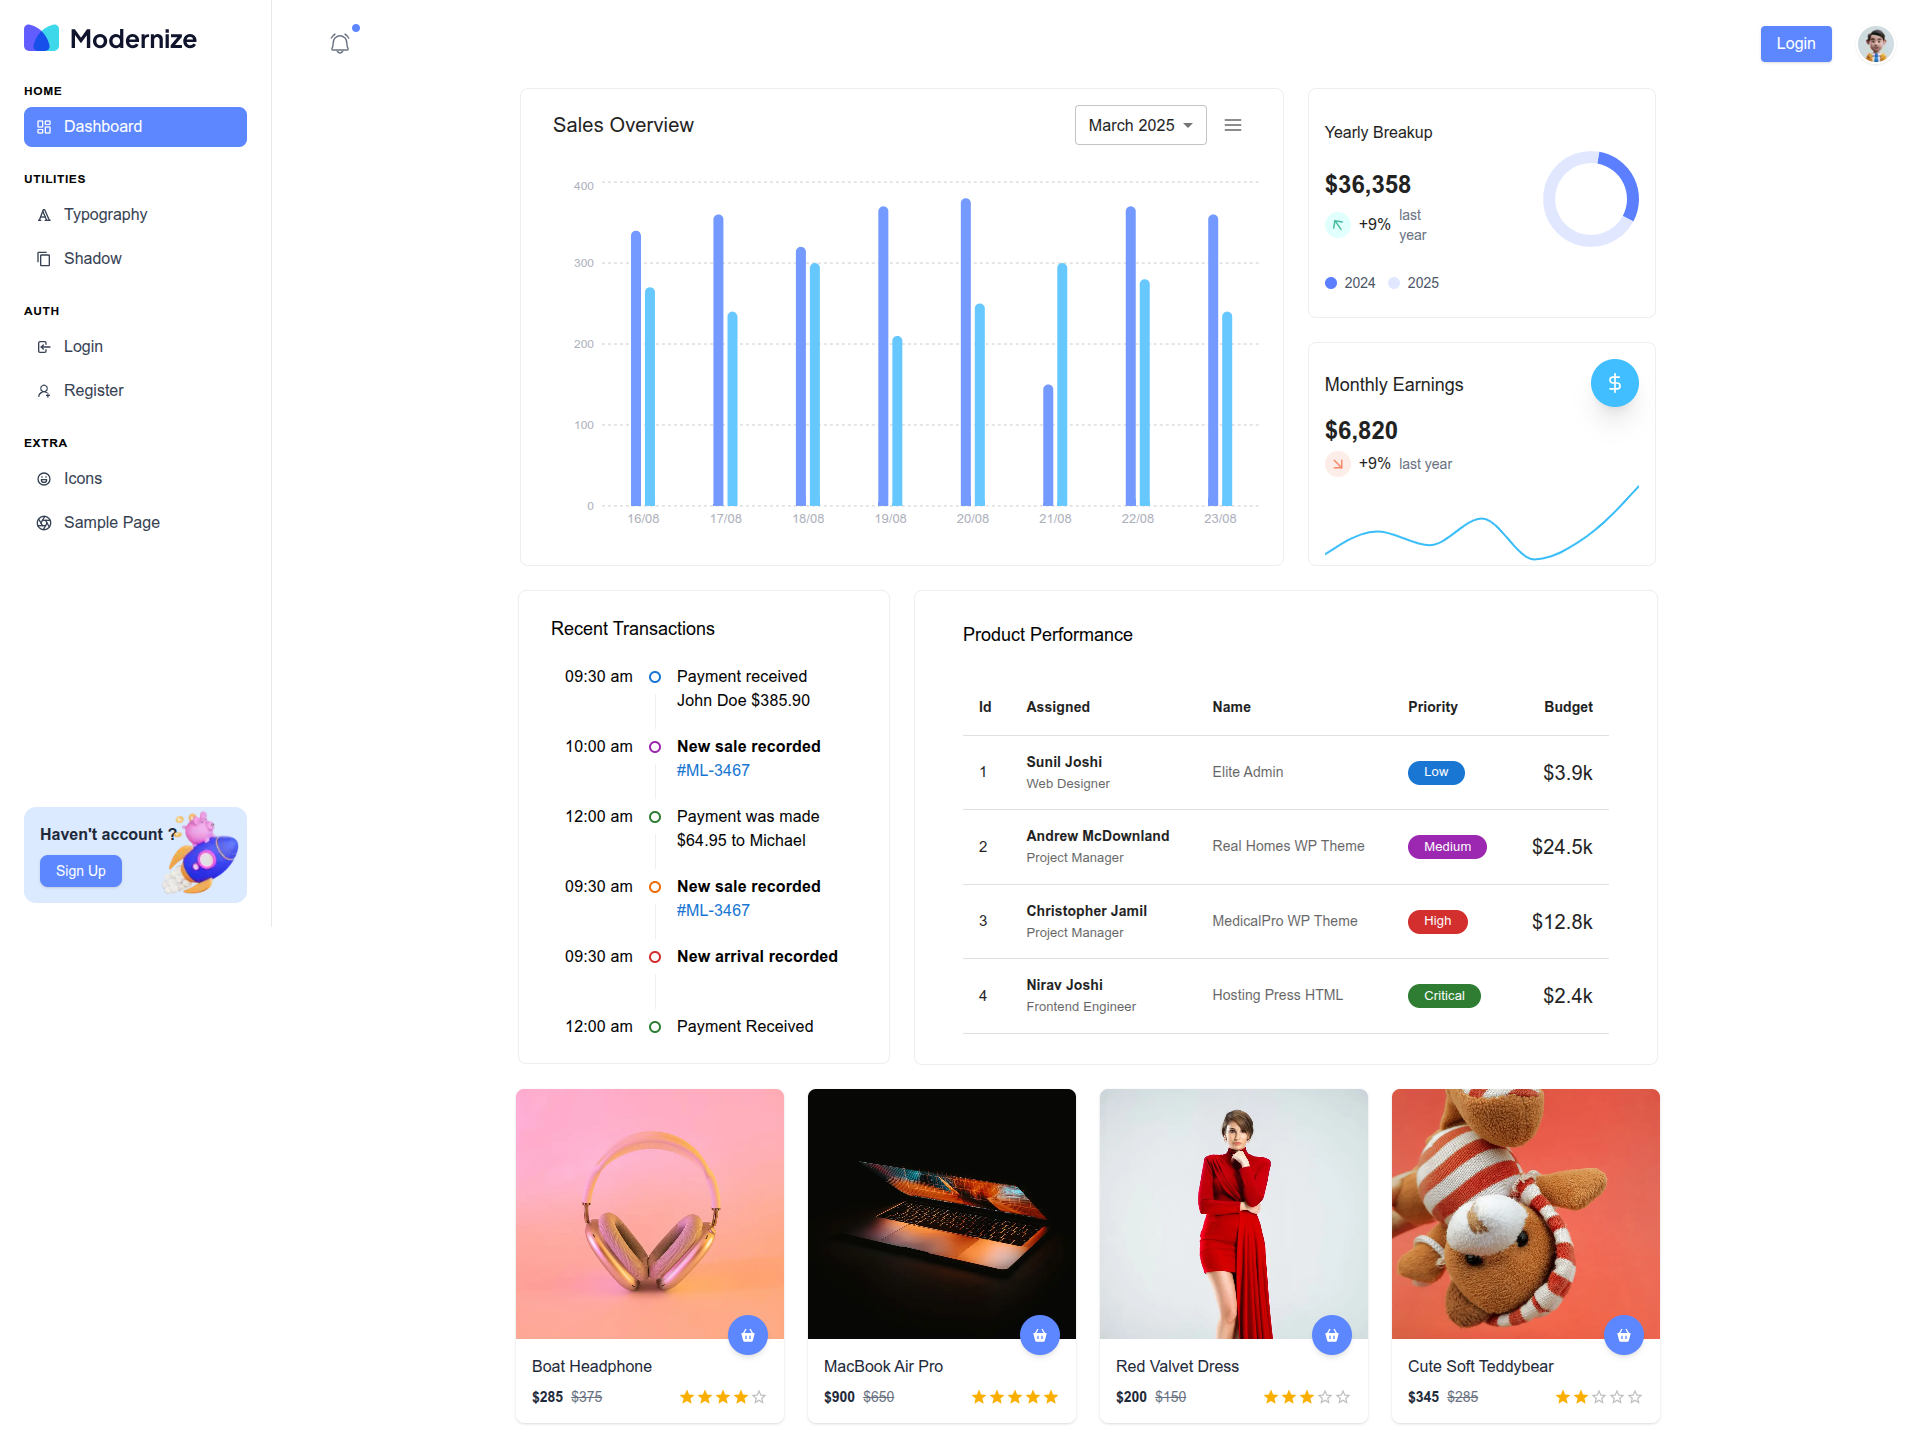 Modernize
HOME
Dashboard
UTILITIES
Typography
Shadow
AUTH
Login
Register
EXTRA
Icons
Sample Page
Haven't account ?
Sign Up
Login
Sales Overview
March 2025
400
300
200
100
0
16/08 17/08 18/08 19/08 20/08 21/08 22/08 23/08
Yearly Breakup
$36,358
+9% last year
2024 2025
Monthly Earnings
$6,820
+9% last year
Recent Transactions
09:30 am Payment received
John Doe $385.90
10:00 am New sale recorded
#ML-3467
12:00 am Payment was made
$64.95 to Michael
09:30 am New sale recorded
#ML-3467
09:30 am New arrival recorded
12:00 am Payment Received
Product Performance
Id Assigned Name Priority Budget
1 Sunil Joshi Web Designer Elite Admin Low $3.9k
2 Andrew McDownland Project Manager Real Homes WP Theme Medium $24.5k
3 Christopher Jamil Project Manager MedicalPro WP Theme High $12.8k
4 Nirav Joshi Frontend Engineer Hosting Press HTML Critical $2.4k
Boat Headphone
$285 $375
MacBook Air Pro
$900 $650
Red Valvet Dress
$200 $150
Cute Soft Teddybear
$345 $285